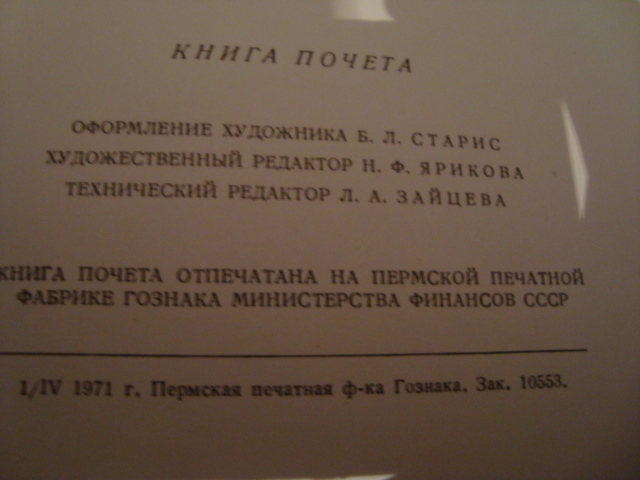 КНИГА ПОЧЕТА
ОФОРМЛЕНИЕ ХУДОЖНИКА Б. Л. СТАРИС
ХУДОЖЕСТВЕННЫЙ РЕДАКТОР Н. Ф. ЯРИКОВА
ТЕХНИЧЕСКИЙ РЕДАКТОР Л. А. ЗАЙЦЕВА
КНИГА ПОЧЕТА ОТПЕЧАТАНА НА ПЕРМСКОЙ ПЕЧАТНОЙ
ФАБРИКЕ ГОЗНАКА МИНИСТЕРСТВА ФИНАНСОВ СССР
1/IV 1971 г. Пермская печатная ф-ка Гознака. Зак. 10553.